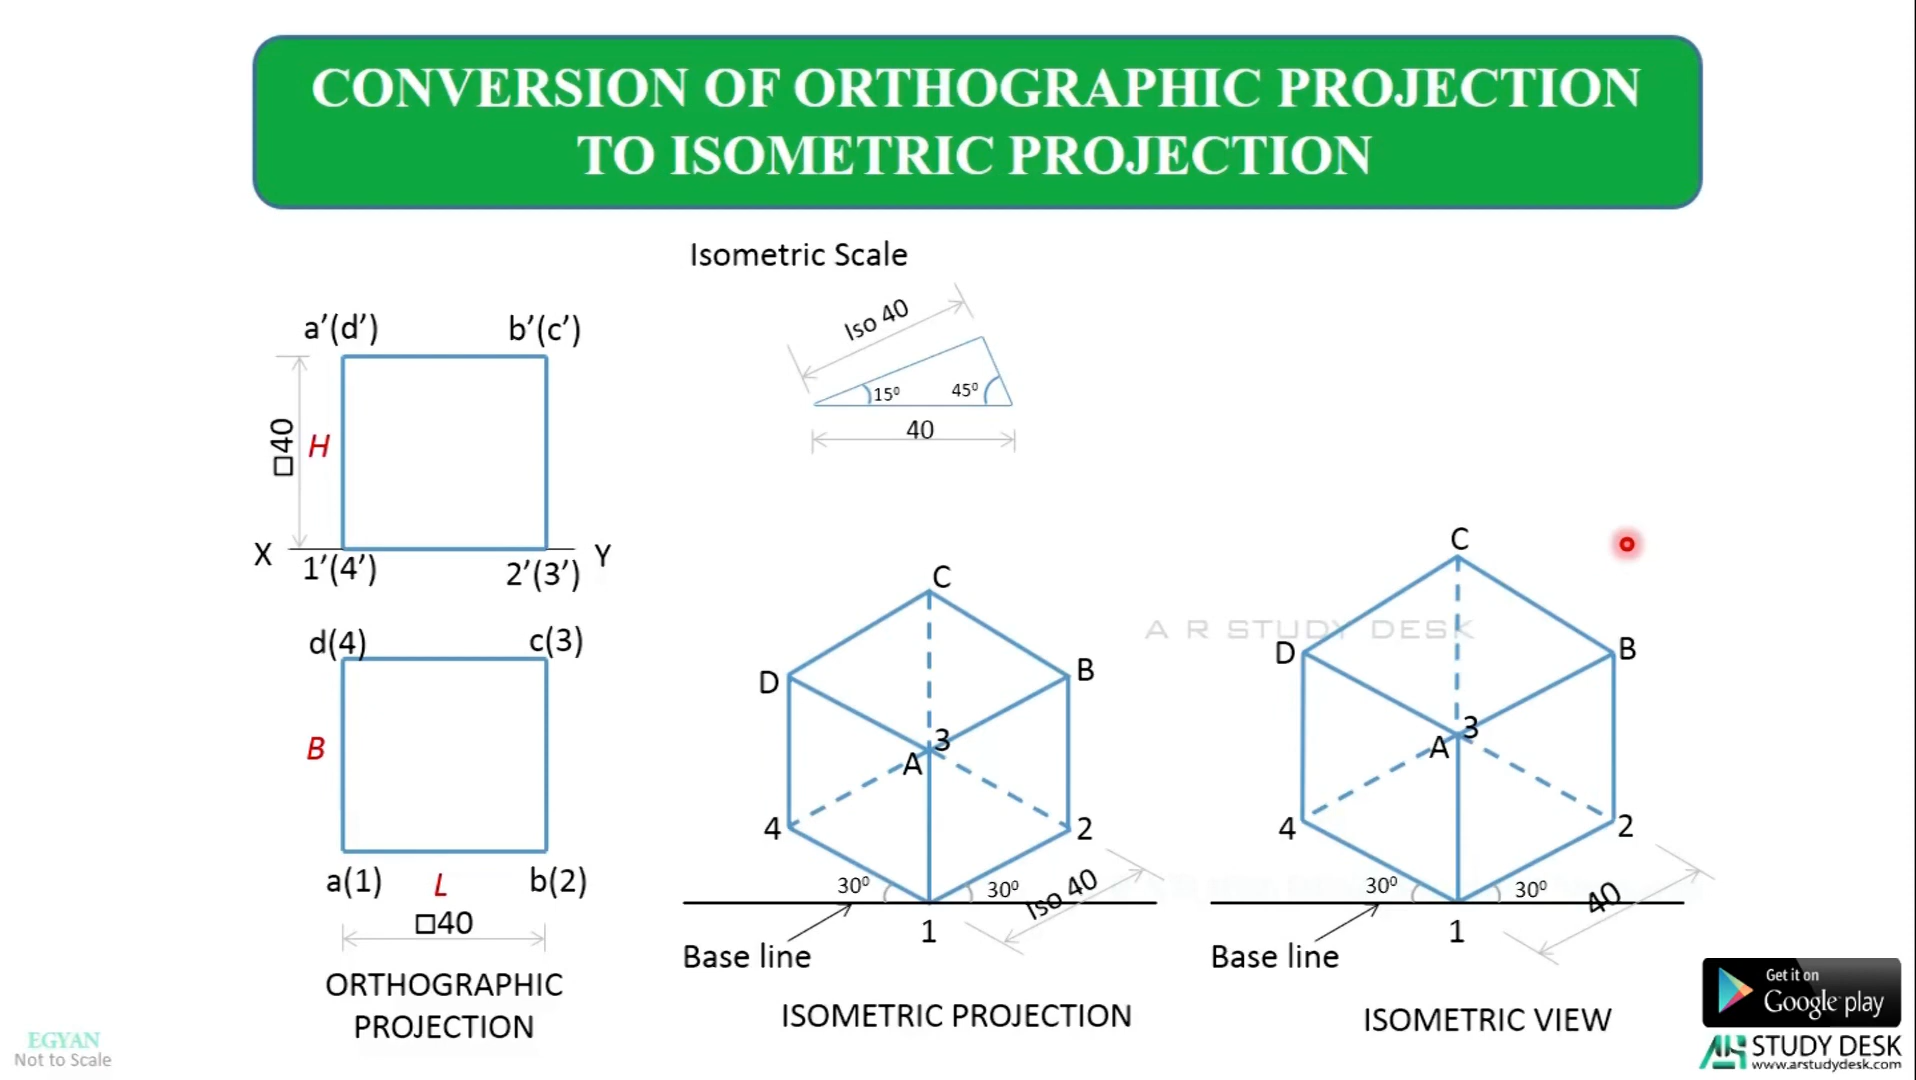 CONVERSION OF ORTHOGRAPHIC PROJECTION
TO ISOMETRIC PROJECTION
Isometric Scale
Iso 40
15⁰
45⁰
40
a’(d’)
b’(c’)
□40
H
X
Y
1’(4’)
2’(3’)
d(4)
c(3)
B
a(1)
L
b(2)
□40
ORTHOGRAPHIC
PROJECTION
C
D
B
3
A
4
2
30⁰
30⁰
Iso 40
1
Base line
ISOMETRIC PROJECTION
A R STUDY DESK
C
D
B
3
A
4
2
30⁰
30⁰
40
1
Base line
ISOMETRIC VIEW
EGYAN
Not to Scale
Get it on
Google play
STUDY DESK
www.arstudydesk.com